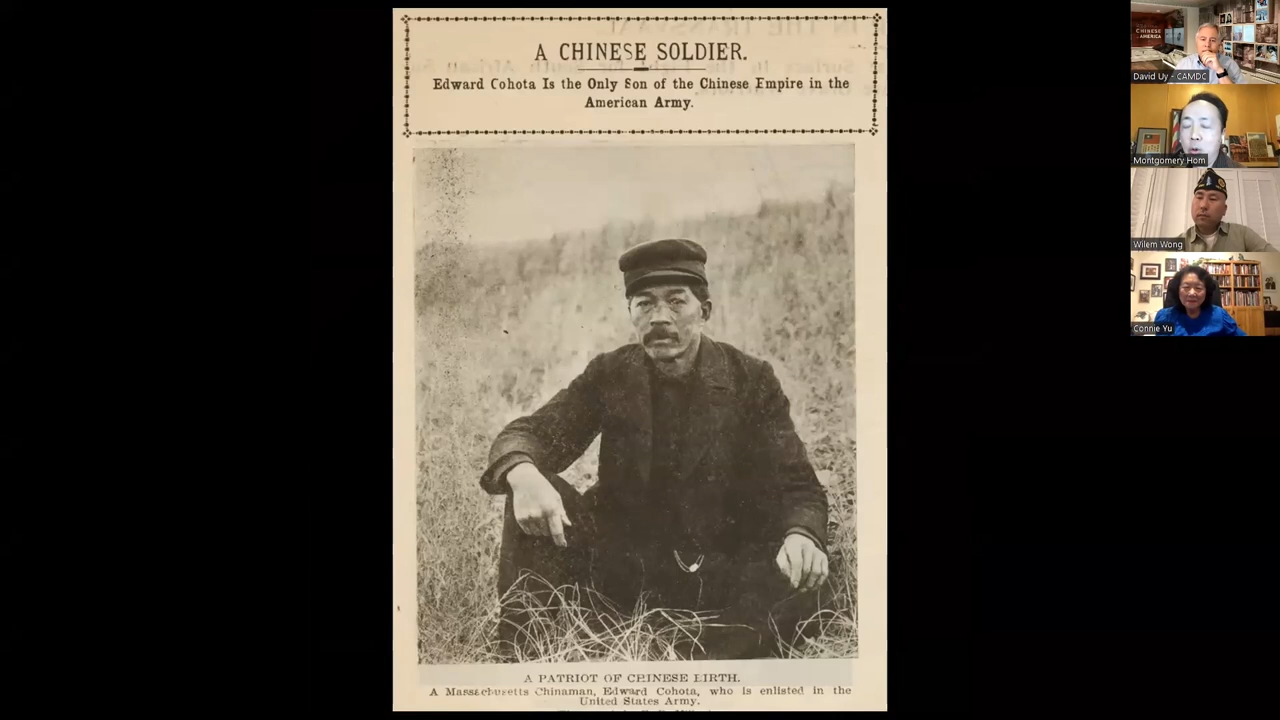 A CHINESE SOLDIER.
Edward Cohota Is the Only Son of the Chinese Empire in the
American Army.
A PATRIOT OF CHINESE BIRTH.
A Massachusetts Chinaman, Edward Cohota, who is enlisted in the
United States Army.
CHINESE
AMERICA
David Uy - CAMDC
Montgomery Hom
Wilem Wong
Connie Yu